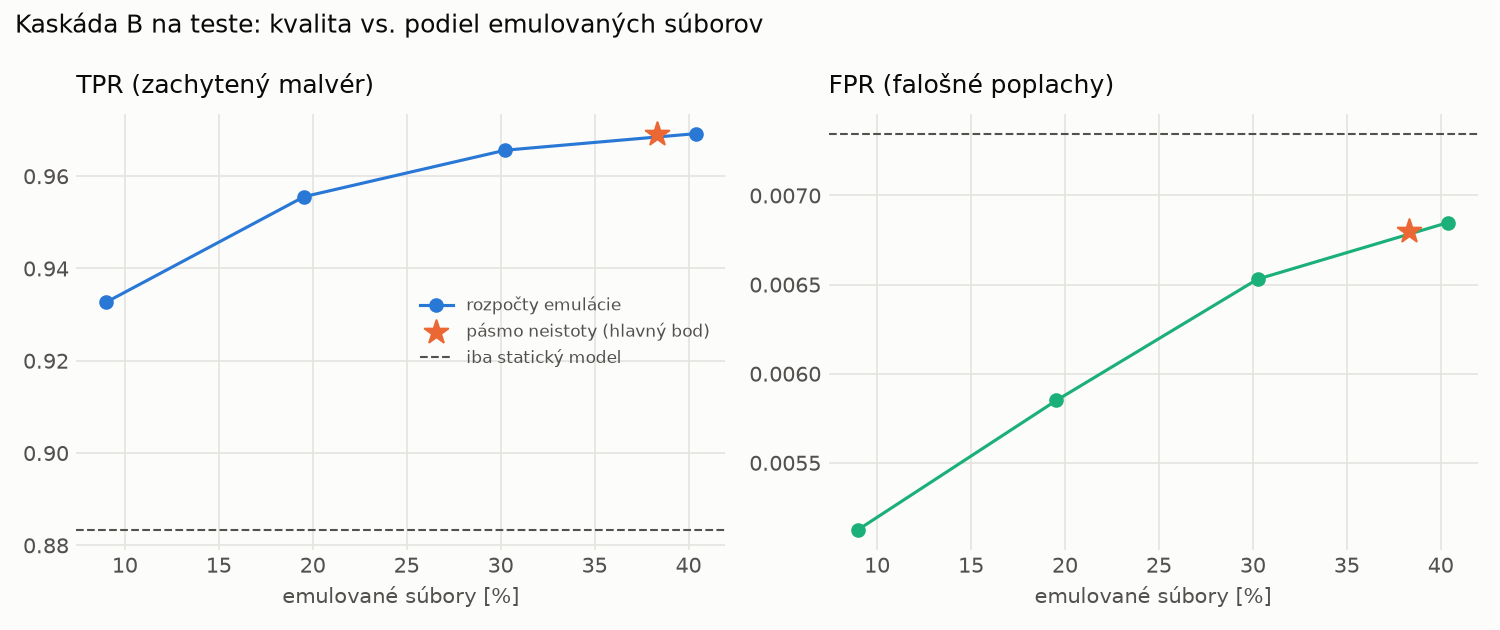 Kaskáda B na teste: kvalita vs. podiel emulovaných súborov
TPR (zachytený malvér)
0.96
0.94
0.92
0.90
0.88
10 15 20 25 30 35 40
emulované súbory [%]
rozpočty emulácie
pásmo neistoty (hlavný bod)
iba statický model
FPR (falošné poplachy)
0.0070
0.0065
0.0060
0.0055
10 15 20 25 30 35 40
emulované súbory [%]